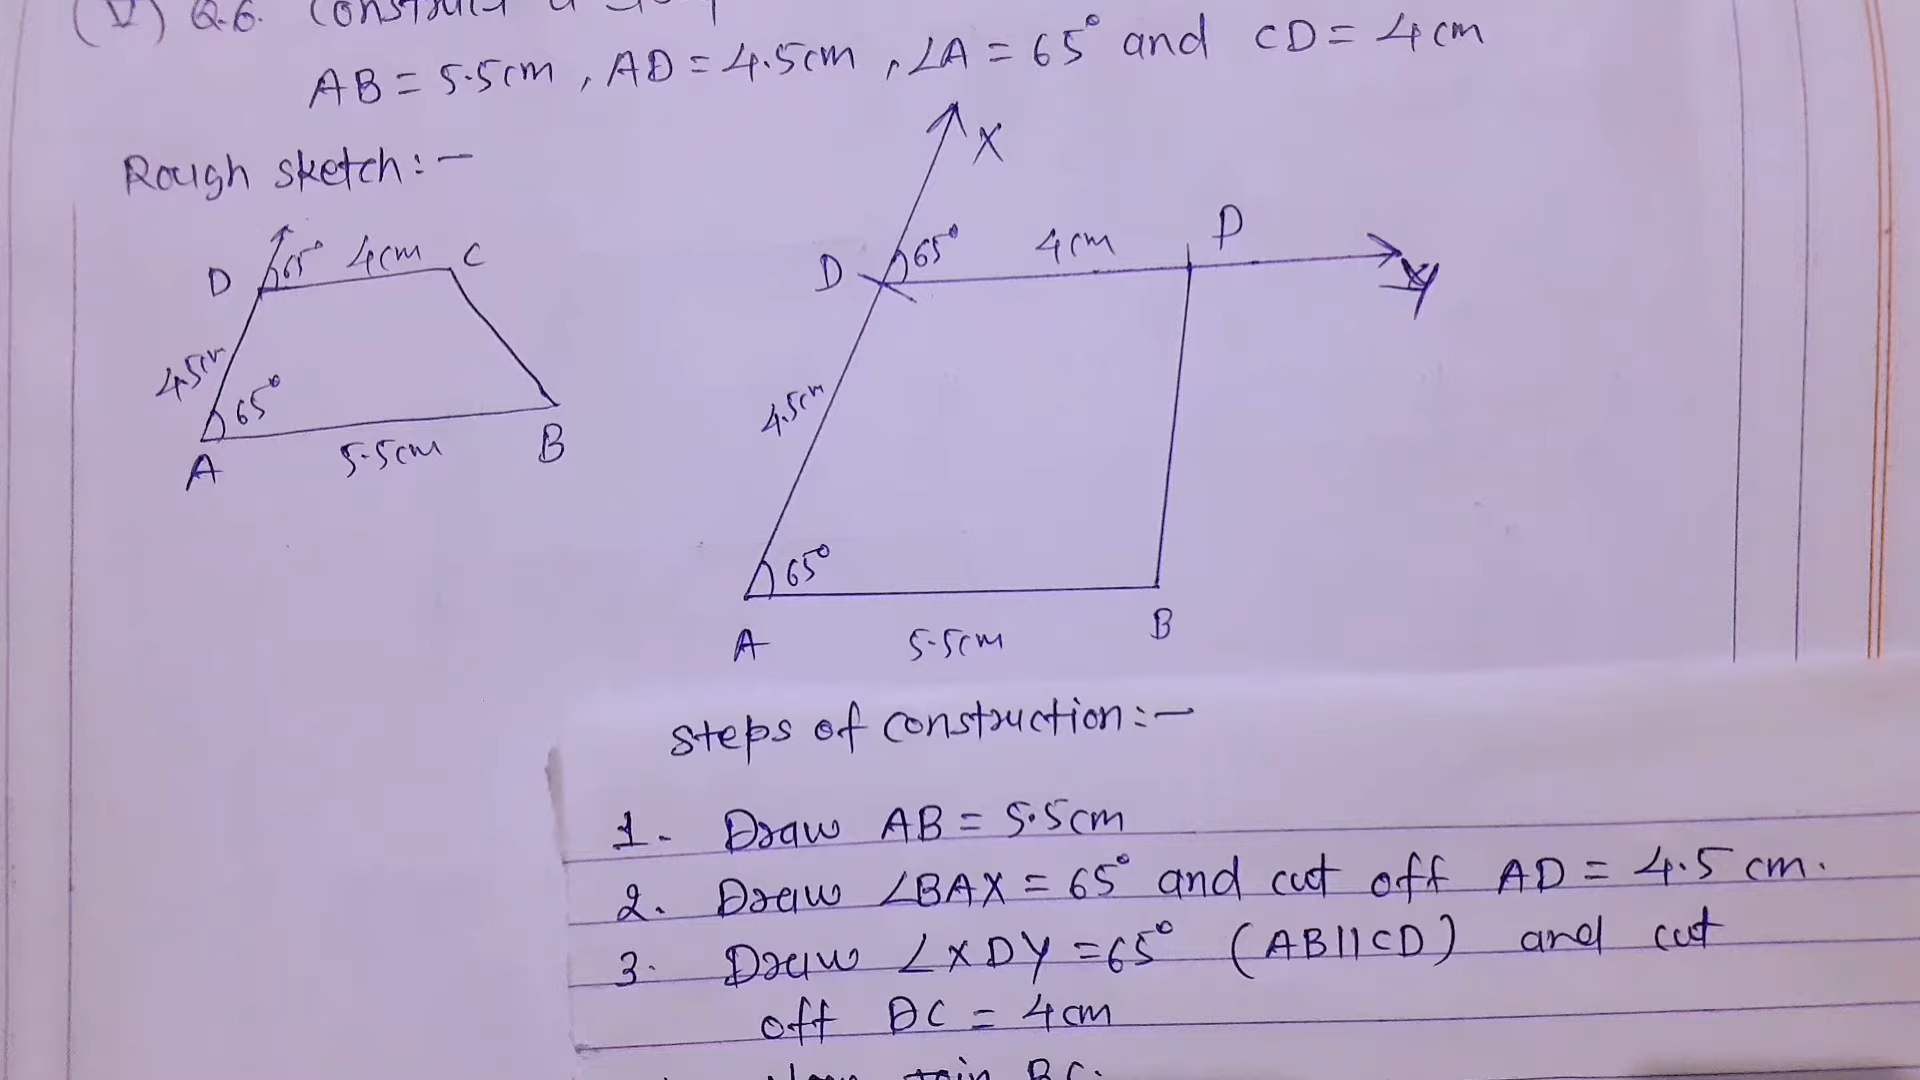 (V) Q.6. Construct a
AB = 5.5cm, AD = 4.5cm, ∠A = 65° and CD = 4cm
Rough sketch:-
X
D 65° 4cm C
D 65° 4cm P
Y
4.5cm
4.5cm
65°
A 5.5cm B
65°
A 5.5cm B
steps of construction:-
1. Draw AB = 5.5cm
2. Draw ∠BAX = 65° and cut off AD = 4.5 cm.
3. Draw ∠XDY = 65° (AB||CD) and cut
off DC = 4cm
join BC.